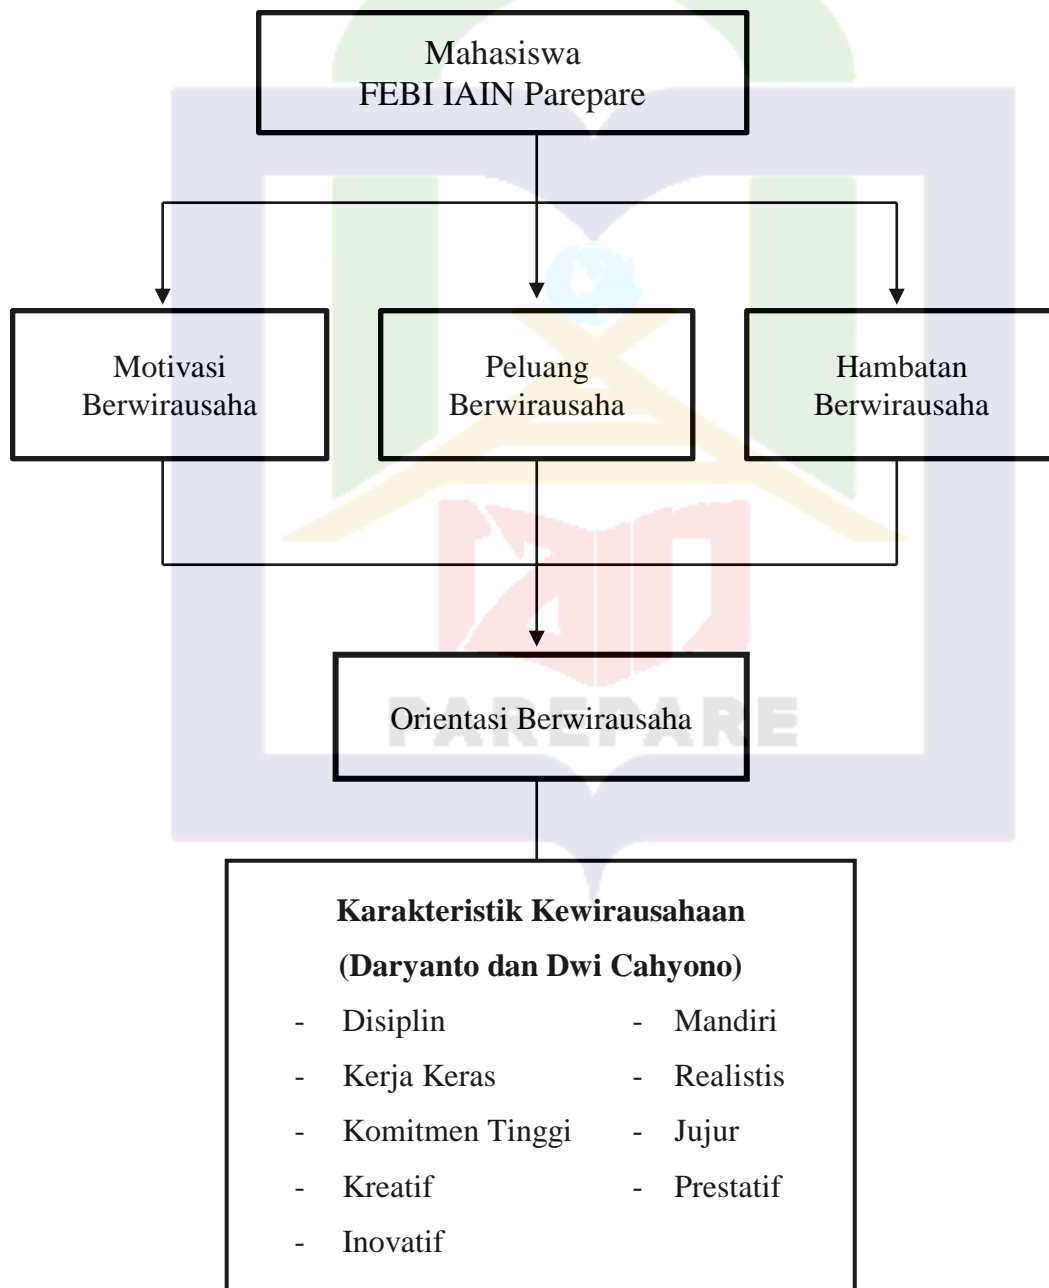 Mahasiswa
FEBI IAIN Parepare
Motivasi
Berwirausaha
Peluang
Berwirausaha
Hambatan
Berwirausaha
Orientasi Berwirausaha
PAREPARE
Karakteristik Kewirausahaan
(Daryanto dan Dwi Cahyono)
- Disiplin
- Kerja Keras
- Komitmen Tinggi
- Kreatif
- Inovatif
- Mandiri
- Realistis
- Jujur
- Prestatif